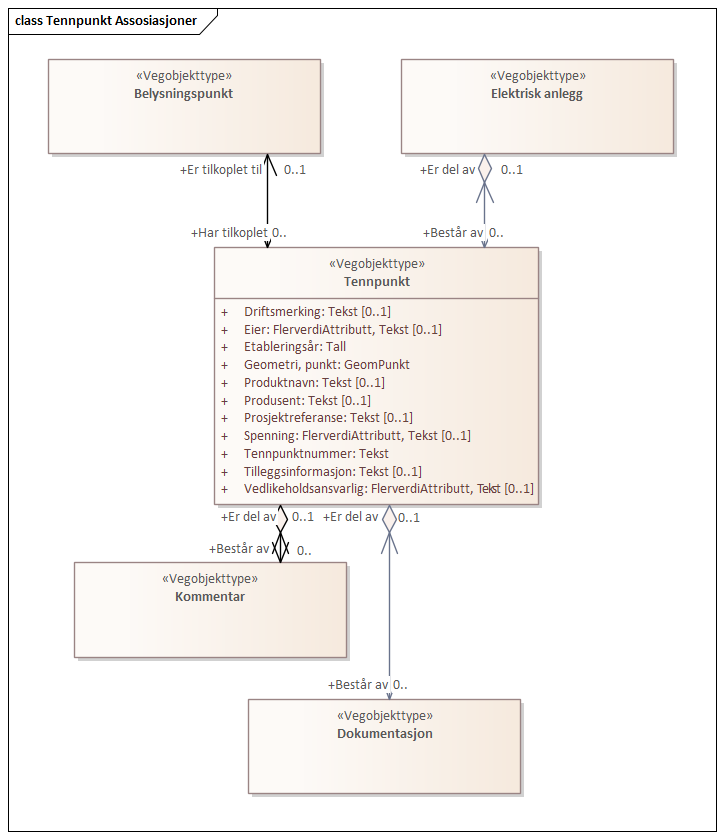 class Tennpunkt Assosiasjoner
«Vegobjekttype»
Belysningspunkt
«Vegobjekttype»
Elektrisk anlegg
+Er tilkoplet til 0..1
+Er del av 0..1
+Har tilkoplet 0..
+Består av 0..
«Vegobjekttype»
Tennpunkt
+ Driftsmerking: Tekst [0..1]
+ Eier: FlerverdiAttributt, Tekst [0..1]
+ Etableringsår: Tall
+ Geometri, punkt: GeomPunkt
+ Produktnavn: Tekst [0..1]
+ Produsent: Tekst [0..1]
+ Prosjektreferanse: Tekst [0..1]
+ Spenning: FlerverdiAttributt, Tekst [0..1]
+ Tennpunktnummer: Tekst
+ Tilleggsinformasjon: Tekst [0..1]
+ Vedlikeholdsansvarlig: FlerverdiAttributt, Tekst [0..1]
+Er del av 0..1
+Er del av 0..1
+Består av 0..
«Vegobjekttype»
Kommentar
+Består av 0..
«Vegobjekttype»
Dokumentasjon